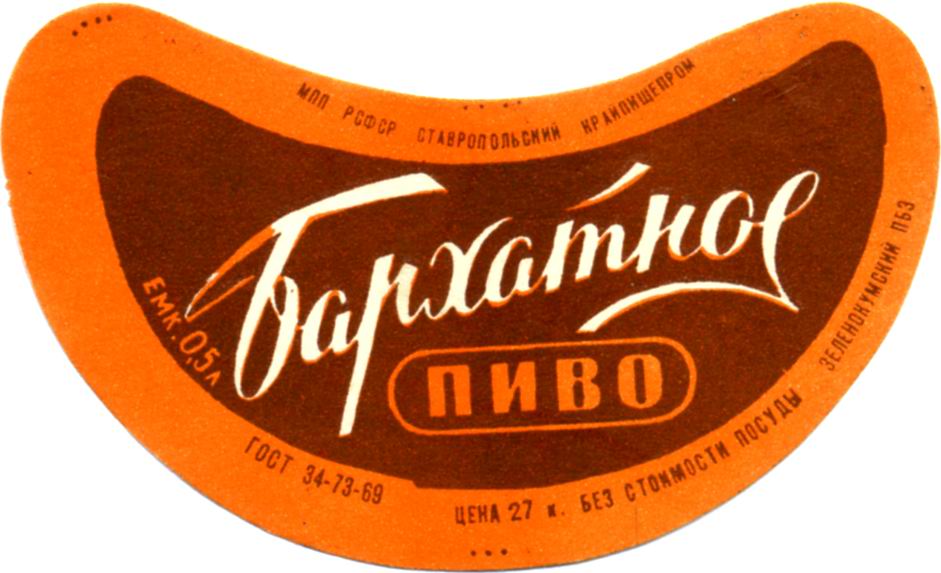 МПП РСФСР СТАВРОПОЛЬСКИЙ КРАЙПИЩЕПРОМ
Бархатное
ПИВО
ЕМК. 0,5 л
ГОСТ 34-73-69
ЦЕНА 27 к. БЕЗ СТОИМОСТИ ПОСУДЫ
ЗЕЛЕНОКУМСКИЙ ПБЗ